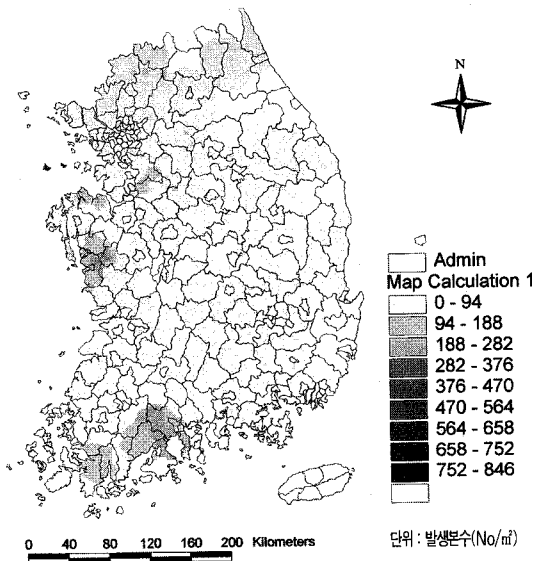 N
Admin
Map Calculation 1
0 - 94
94 - 188
188 - 282
282 - 376
376 - 470
470 - 564
564 - 658
658 - 752
752 - 846
단위 : 발생본수(No/㎡)
0 40 80 120 160 200 Kilometers